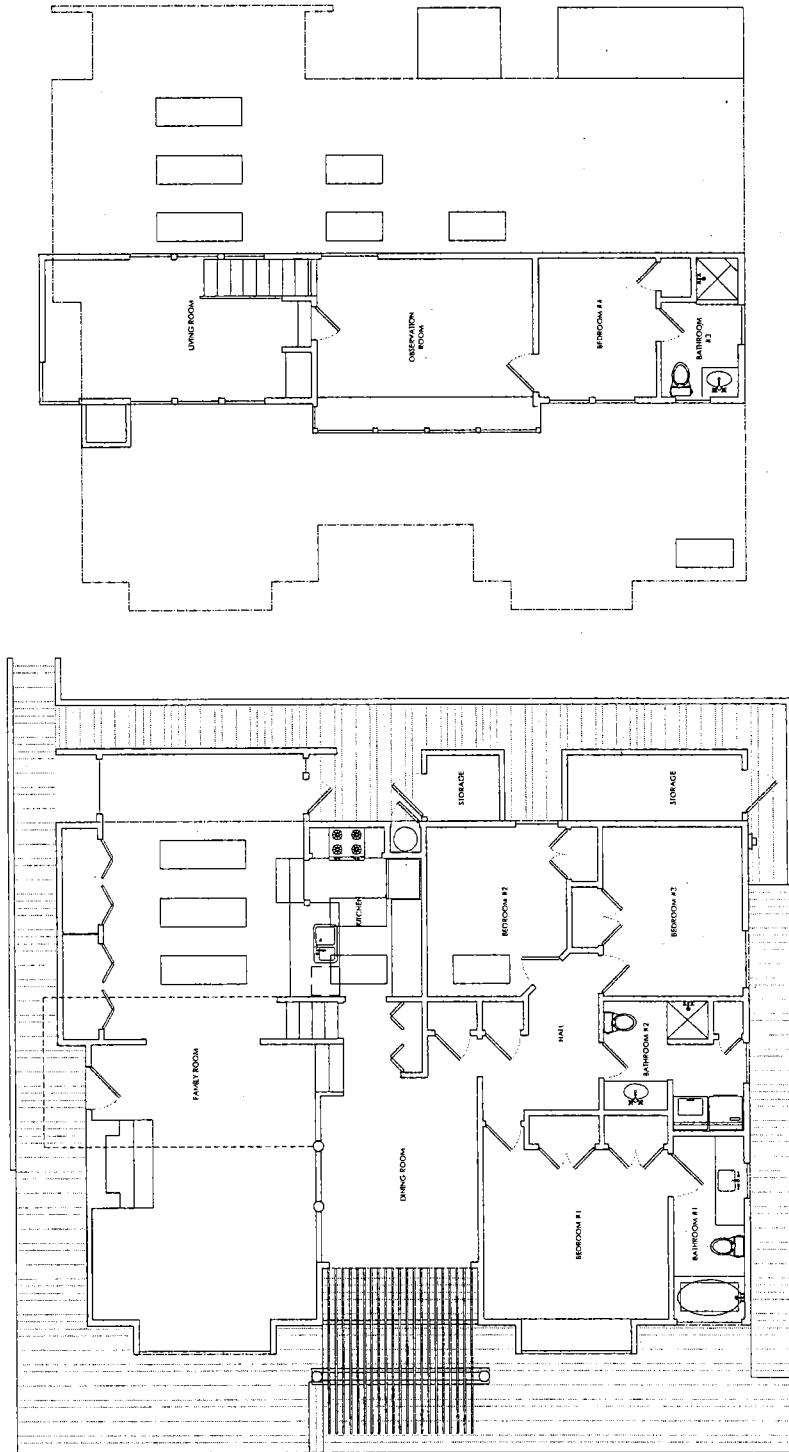 LIVING ROOM
OBSERVATION
ROOM
BEDROOM #4
BATHROOM
#3
FAMILY ROOM
KITCHEN
DINING ROOM
STORAGE
STORAGE
BEDROOM #2
BEDROOM #3
HALL
BATHROOM #2
BEDROOM #1
BATHROOM #1